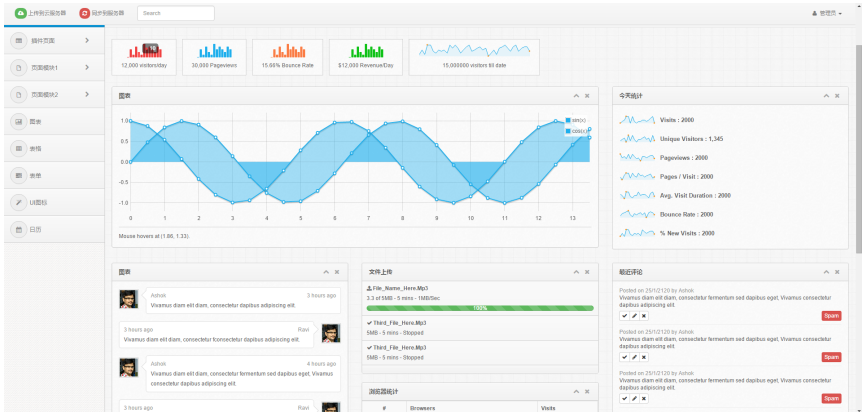 上传到云服务器
同步到服务器
Search
管理员
插件页面
页面模块1
页面模块2
图表
表格
表单
UI图标
日历
12,000 visitors/day
30,000 Pageviews
15.66% Bounce Rate
$12,000 Revenue/Day
15,000000 visitors till date
图表
1.0
0.5
0.0
-0.5
-1.0
0 1 2 3 4 5 6 7 8 9 10 11 12 13
sin(x)
cos(x)
Mouse hovers at (1.86, 1.33).
今天统计
Visits : 2000
Unique Visitors : 1,345
Pageviews : 2000
Pages / Visit : 2000
Avg. Visit Duration : 2000
Bounce Rate : 2000
% New Visits : 2000
图表
Ashok 3 hours ago
Vivamus diam elit diam, consectetur dapibus adipiscing elit.
3 hours ago Ravi
Vivamus diam elit diam, consectetur fconsectetur dapibus adipiscing elit.
Ashok 4 hours ago
Vivamus diam elit diam, consectetur fermentum sed dapibus eget, Vivamus
consectetur dapibus adipiscing elit.
3 hours ago Ravi
文件上传
File_Name_Here.Mp3
3.3 of 5MB - 5 mins - 1MB/Sec
100%
Third_File_Here.Mp3
5MB - 5 mins - Stopped
Third_File_Here.Mp3
5MB - 5 mins - Stopped
浏览器统计
# Browsers Visits
最近评论
Posted on 25/1/2120 by Ashok
Vivamus diam elit diam, consectetur fermentum sed dapibus eget, Vivamus consectetur
dapibus adipiscing elit.
Spam
Posted on 25/1/2120 by Ashok
Vivamus diam elit diam, consectetur fermentum sed dapibus eget, Vivamus consectetur
dapibus adipiscing elit.
Spam
Posted on 25/1/2120 by Ashok
Vivamus diam elit diam, consectetur fermentum sed dapibus eget, Vivamus consectetur
dapibus adipiscing elit.
Spam